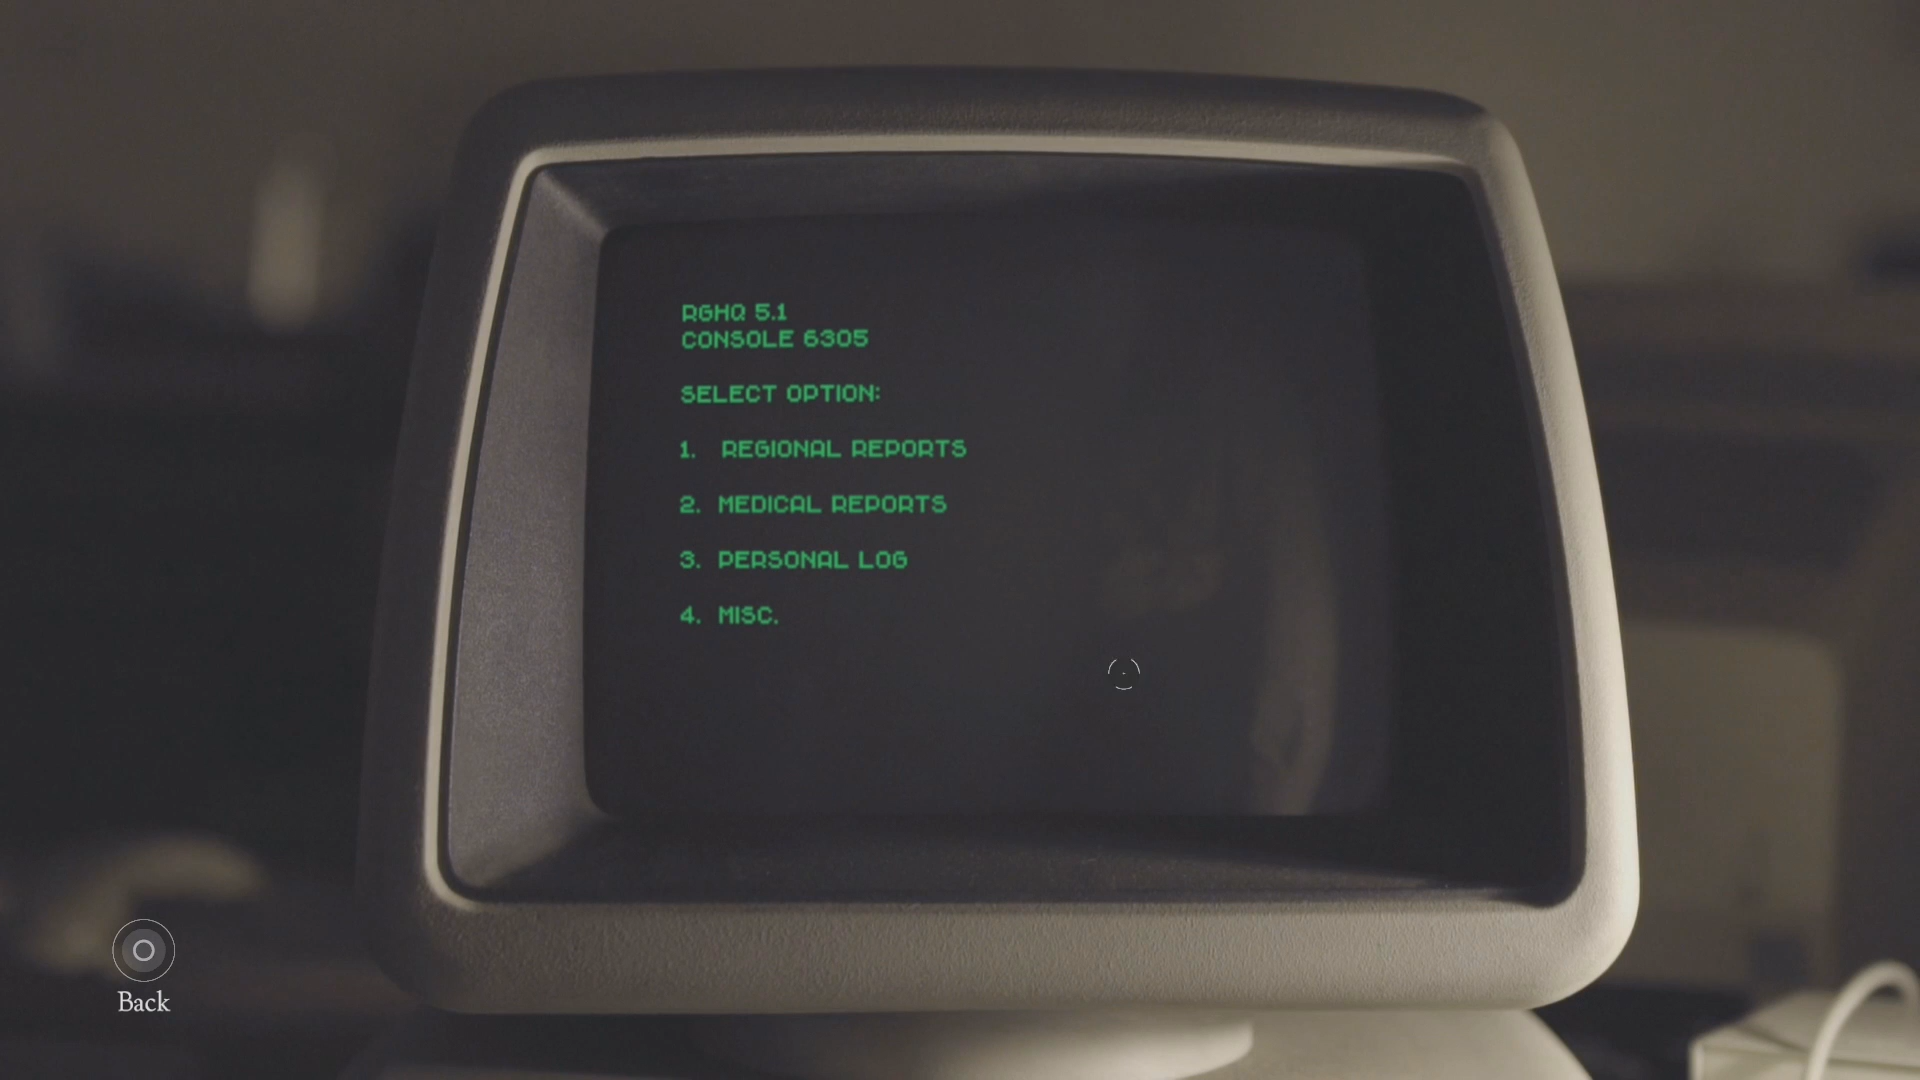 RGHQ 5.1
CONSOLE 6305
SELECT OPTION:
1. REGIONAL REPORTS
2. MEDICAL REPORTS
3. PERSONAL LOG
4. MISC.
Back